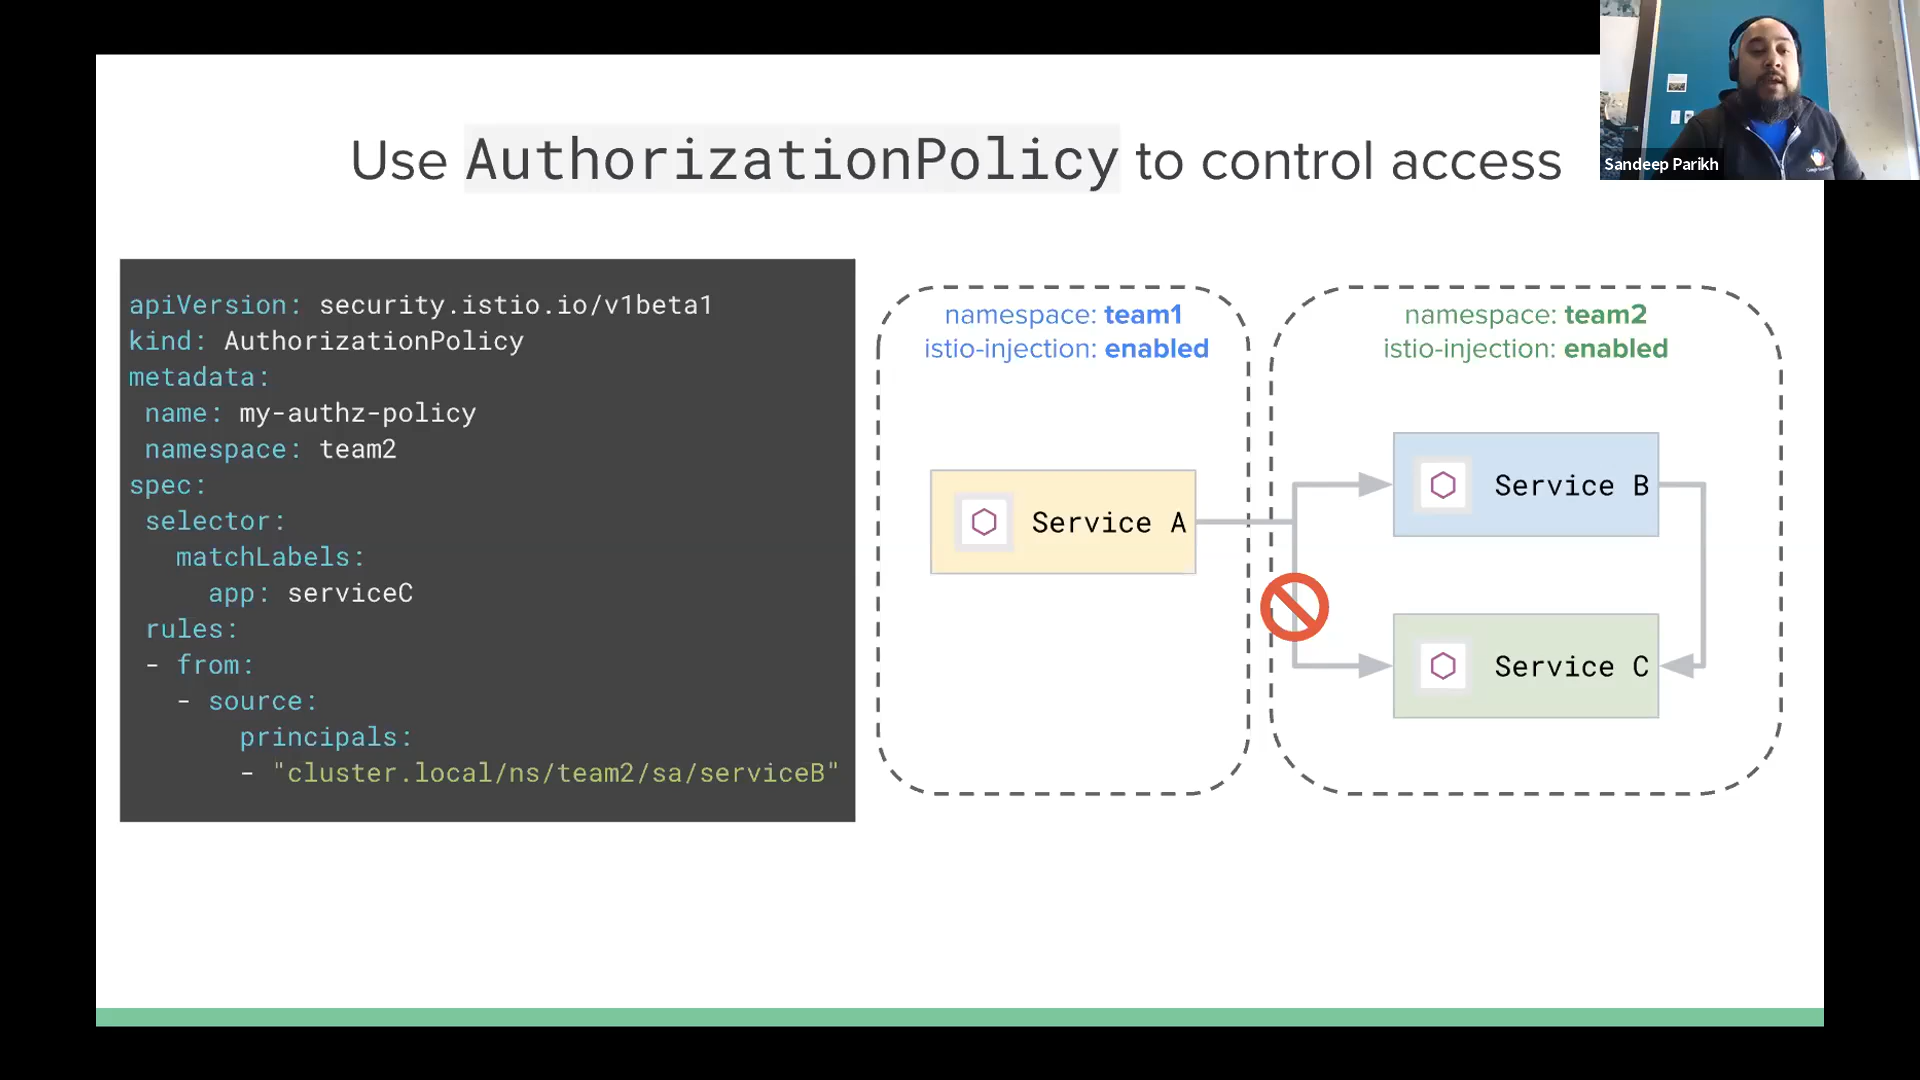 Use AuthorizationPolicy to control access
Sandeep Parikh
apiVersion: security.istio.io/v1beta1
kind: AuthorizationPolicy
metadata:
name: my-authz-policy
namespace: team2
spec:
selector:
matchLabels:
app: serviceC
rules:
- from:
- source:
principals:
- "cluster.local/ns/team2/sa/serviceB"
namespace: team1
istio-injection: enabled
Service A
namespace: team2
istio-injection: enabled
Service B
Service C